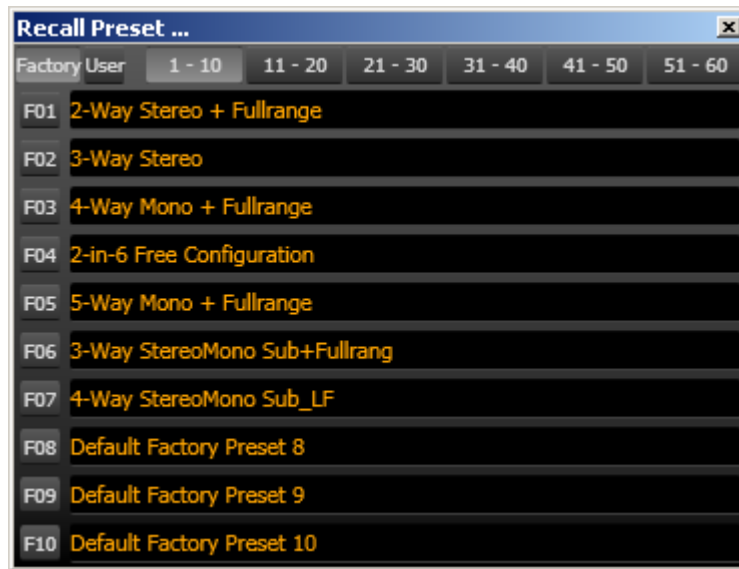 Recall Preset ...
Factory User 1 - 10 11 - 20 21 - 30 31 - 40 41 - 50 51 - 60
F01 2-Way Stereo + Fullrange
F02 3-Way Stereo
F03 4-Way Mono + Fullrange
F04 2-in-6 Free Configuration
F05 5-Way Mono + Fullrange
F06 3-Way StereoMono Sub+Fullrang
F07 4-Way StereoMono Sub_LF
F08 Default Factory Preset 8
F09 Default Factory Preset 9
F10 Default Factory Preset 10